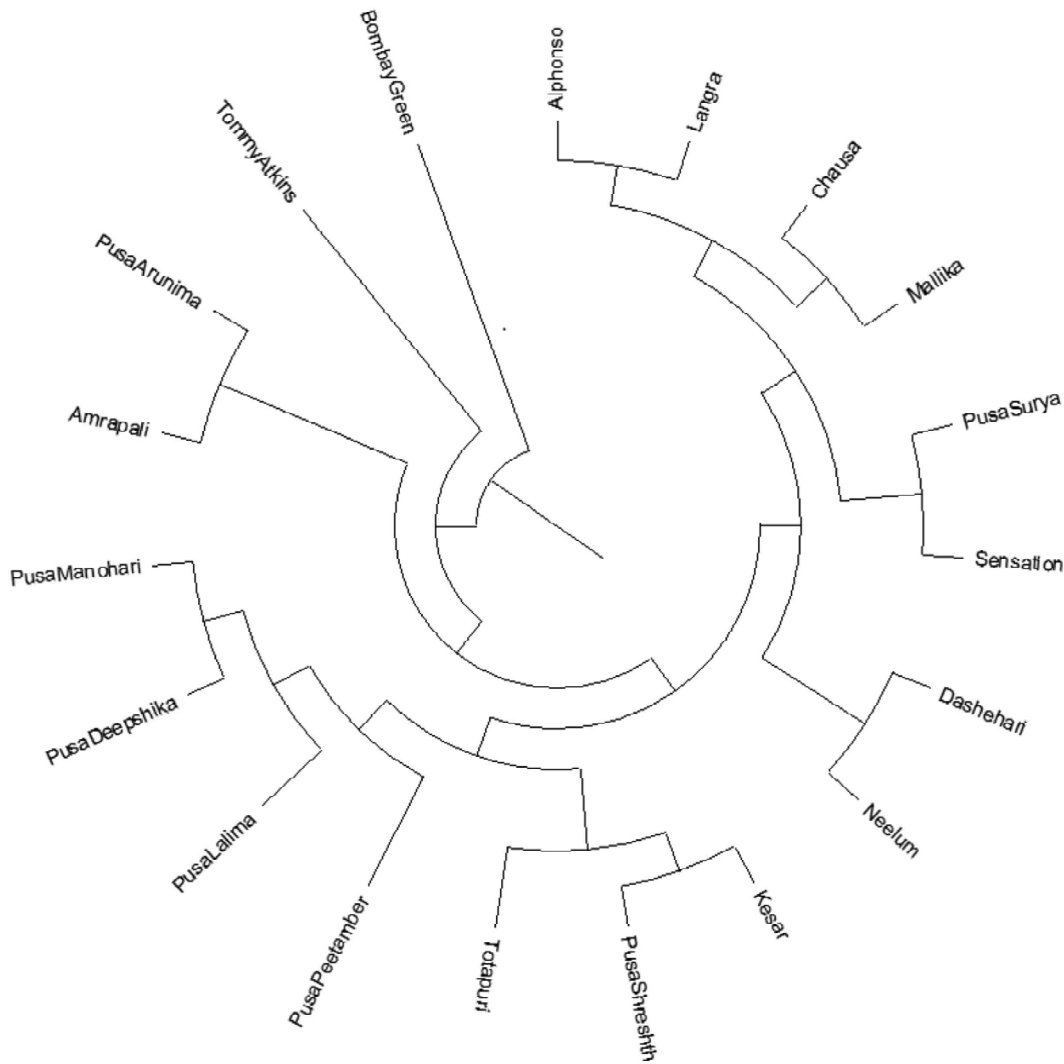 BombayGreen
Alphonso
Langra
Chausa
Mallika
PusaSurya
Sensation
Dashehari
Neelum
Kesar
PusaShreshth
Totapuri
PusaPeetamber
PusaLalima
PusaDeepshika
PusaManohari
Amrapali
PusaArunima
TommyAtkins